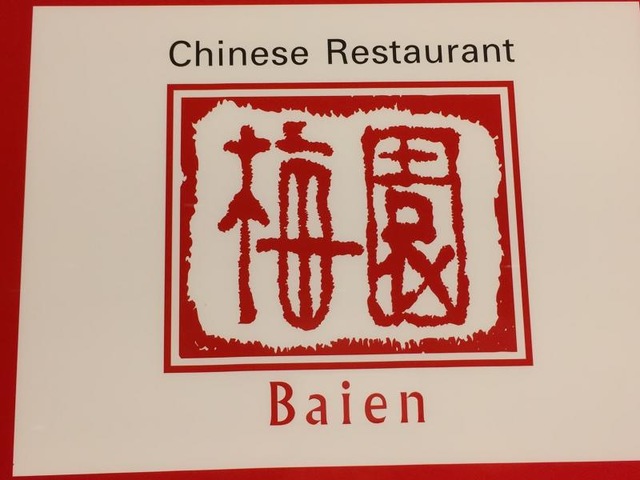 Chinese Restaurant
梅園
Baien